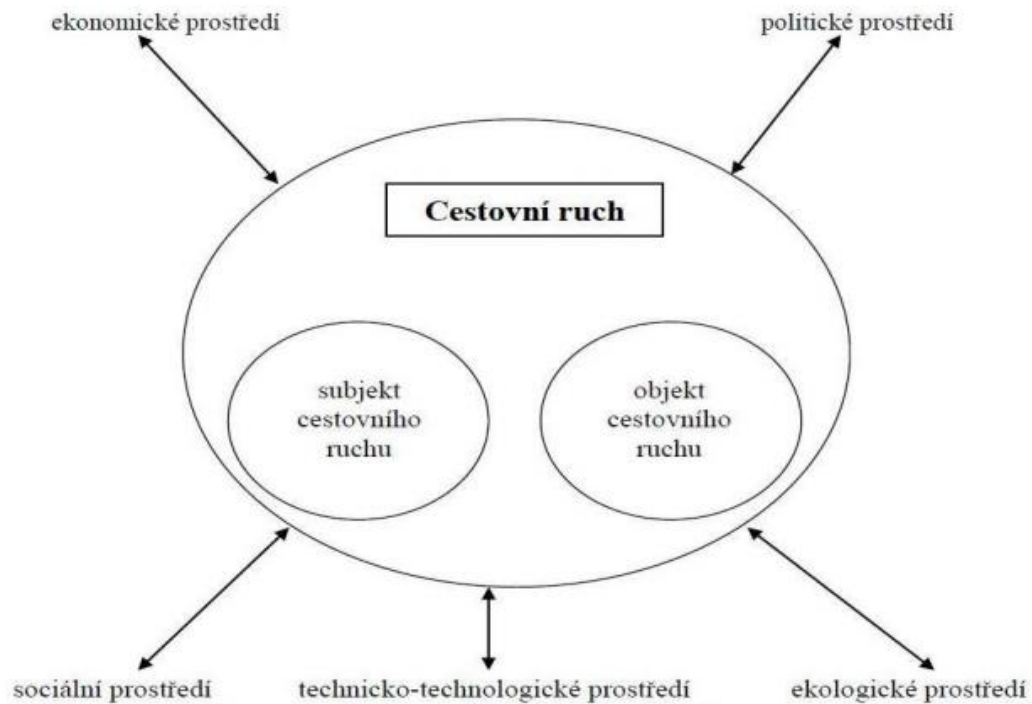 ekonomické prostředí
politické prostředí
Cestovní ruch
subjekt
cestovního
ruchu
objekt
cestovního
ruchu
sociální prostředí
technicko-technologické prostředí
ekologické prostředí